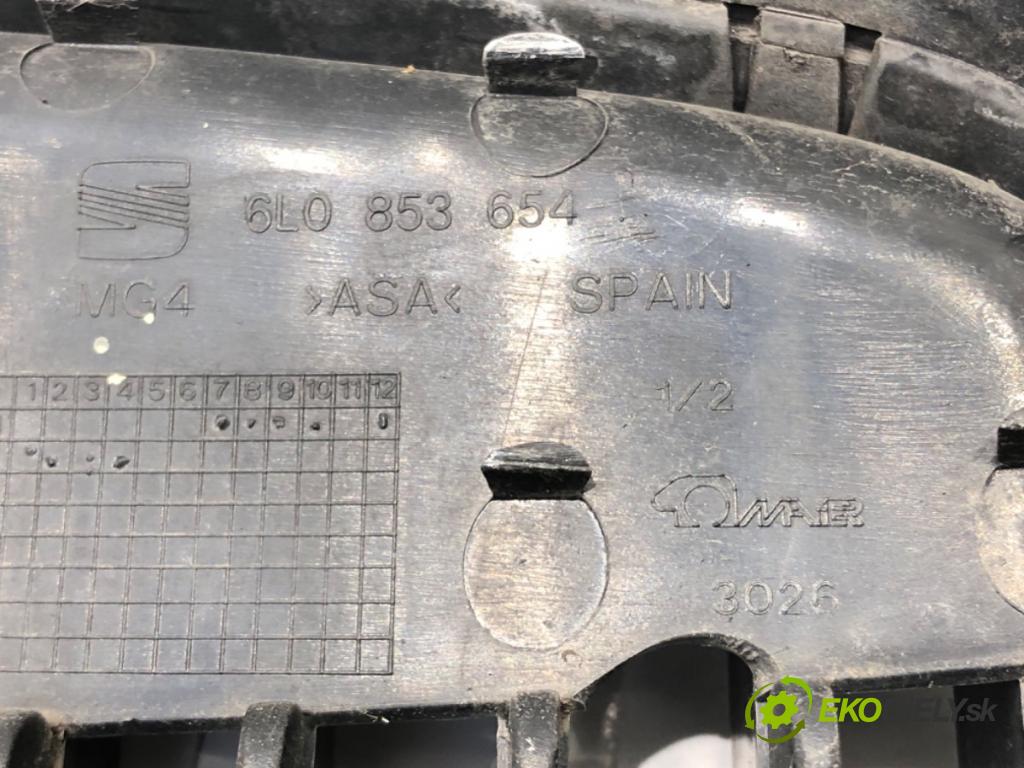 6L0 853 654
MG4 >ASA< SPAIN
1 2 3 4 5 6 7 8 9 10 11 12
1/2
MAIER
3026
EKODIELY.sk